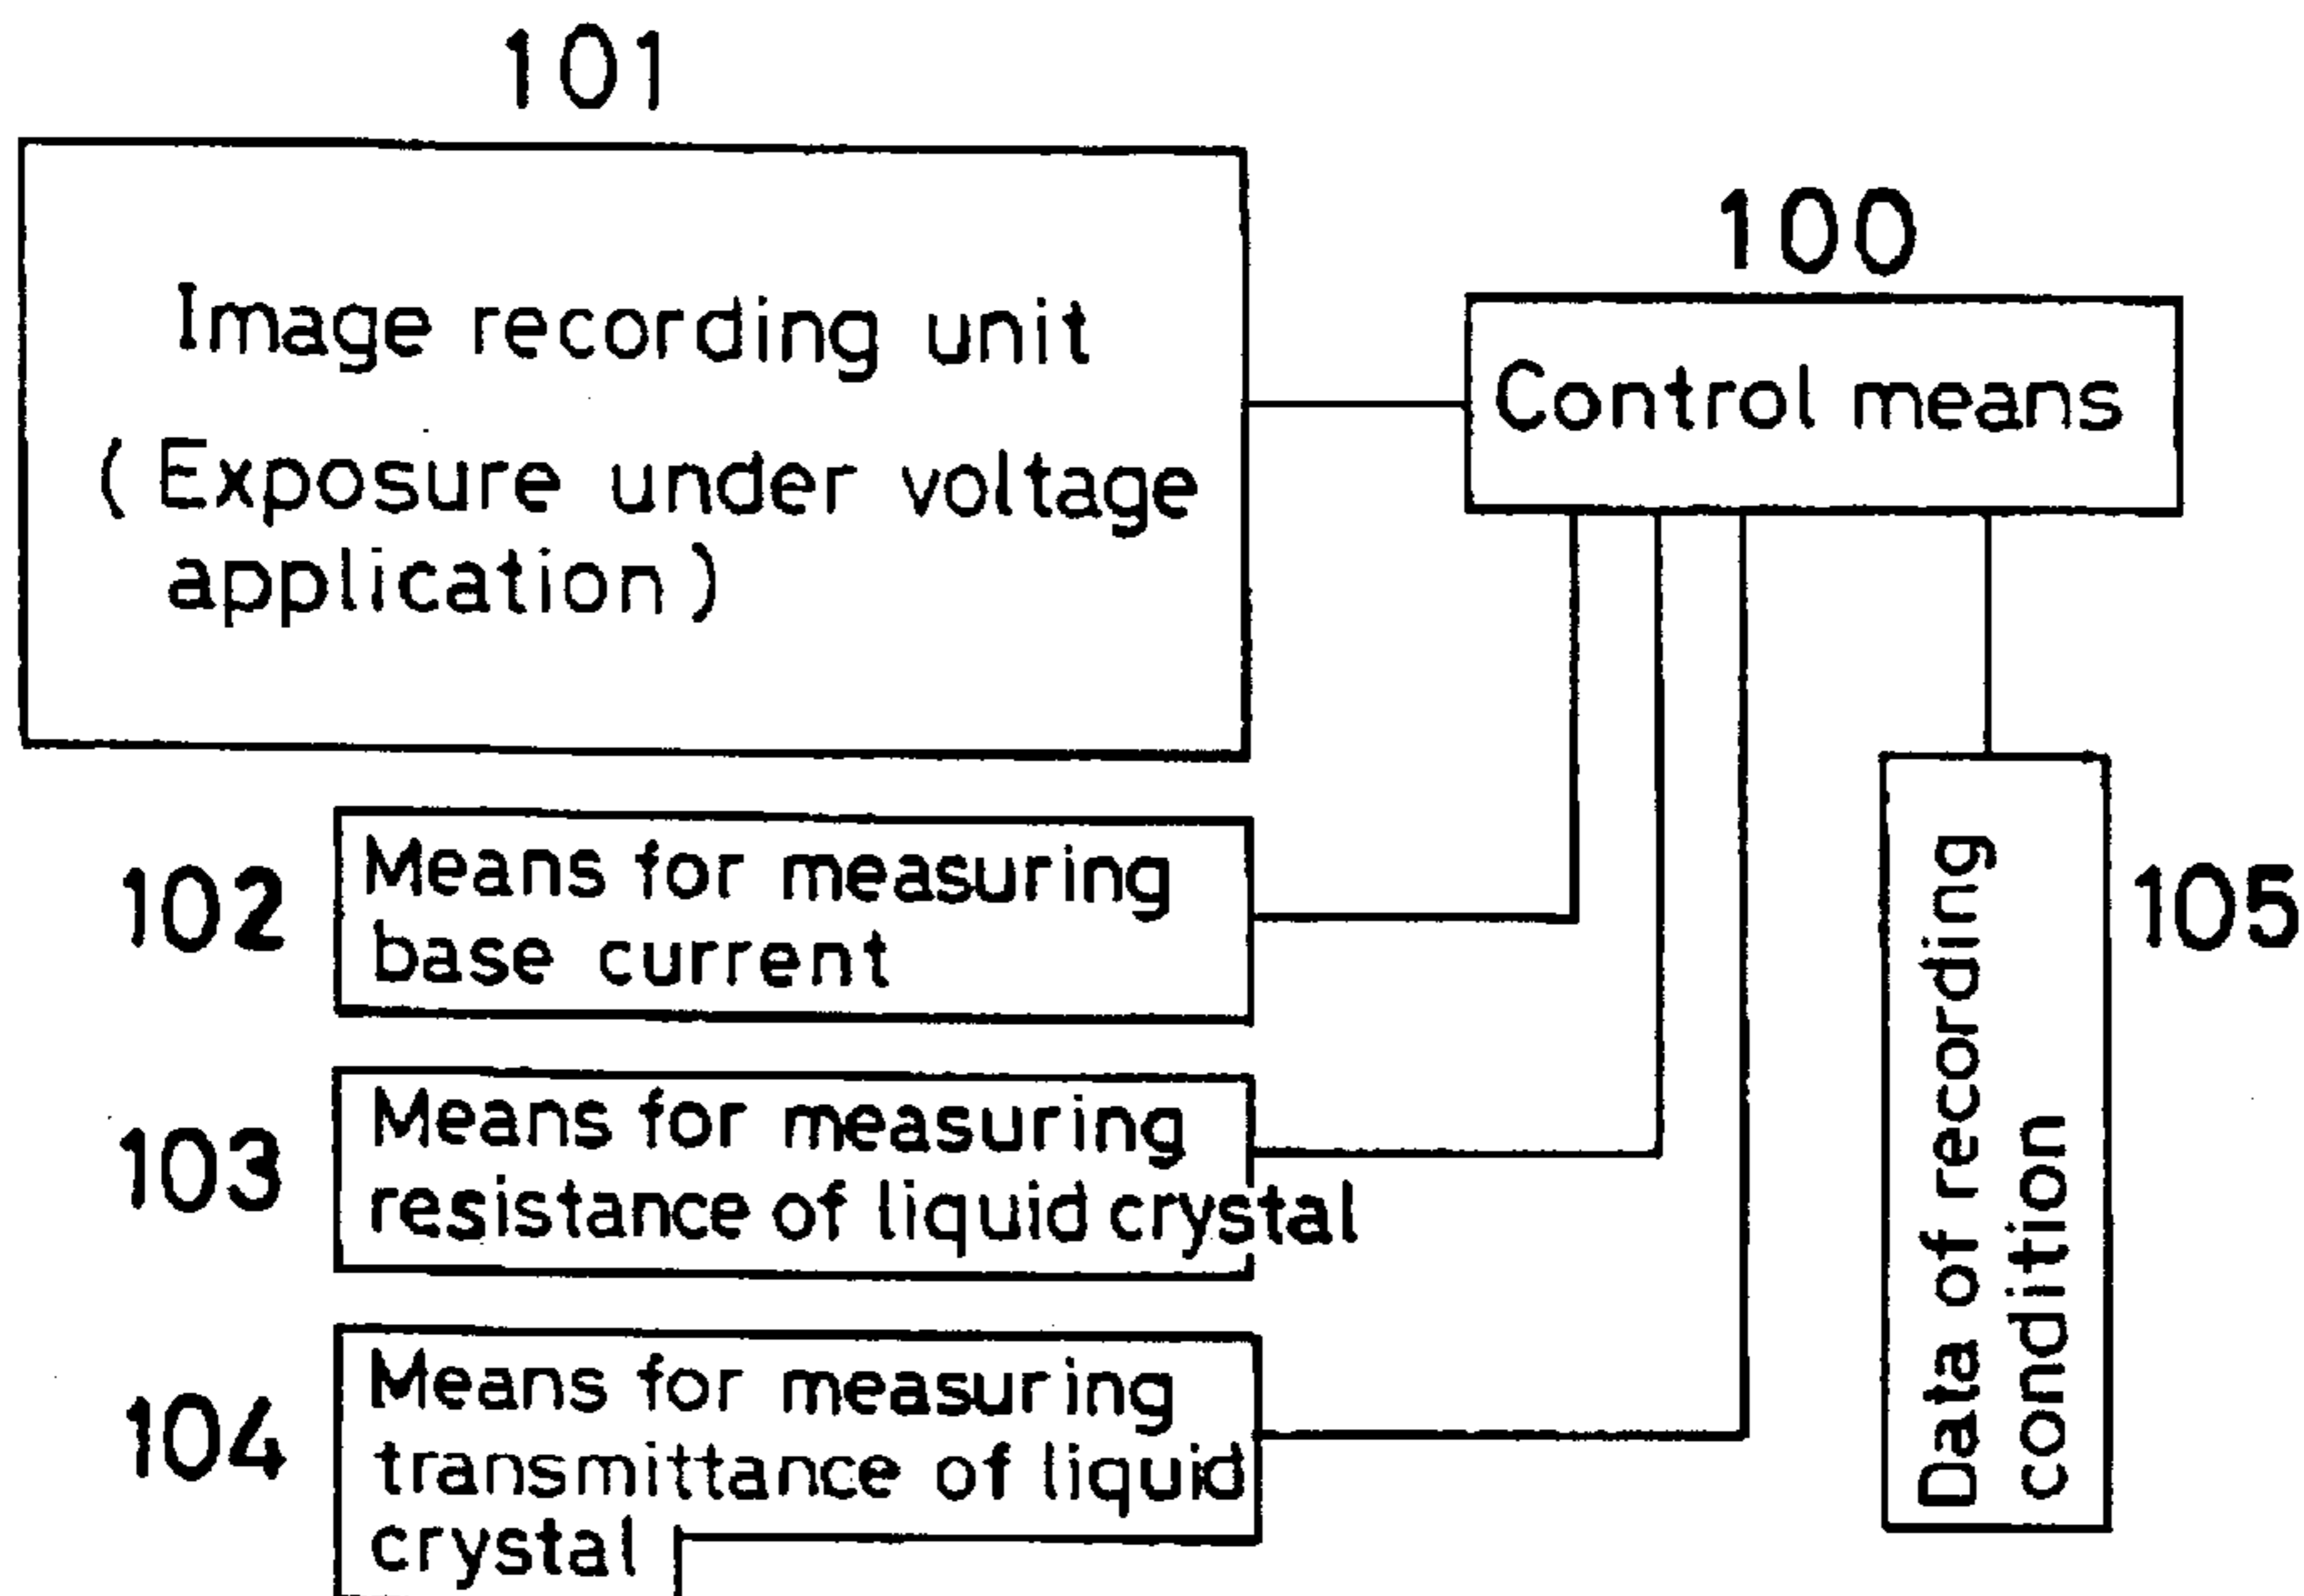 101
Image recording unit
(Exposure under voltage
application)
100
Control means
102
Means for measuring
base current
103
Means for measuring
resistance of liquid crystal
104
Means for measuring
transmittance of liquid
crystal
Data of recording
condition
105